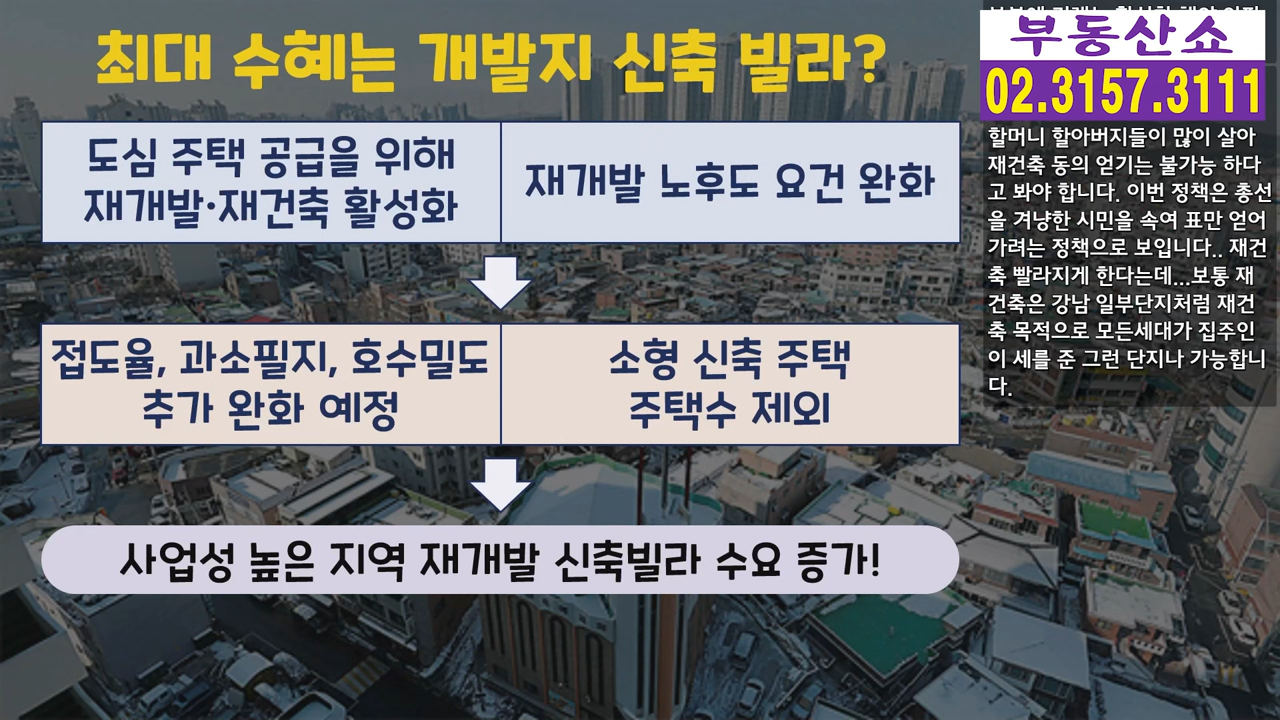 최대 수혜는 개발지 신축 빌라?
도심 주택 공급을 위해
재개발·재건축 활성화
재개발 노후도 요건 완화
접도율, 과소필지, 호수밀도
추가 완화 예정
소형 신축 주택
주택수 제외
사업성 높은 지역 재개발 신축빌라 수요 증가!
부동산쇼
02.3157.3111
할머니 할아버지들이 많이 살아
재건축 동의 얻기는 불가능 하다
고 봐야 합니다. 이번 정책은 총선
을 겨냥한 시민을 속여 표만 얻어
가려는 정책으로 보입니다.. 재건
축 빨라지게 한다는데...보통 재
건축은 강남 일부단지처럼 재건
축 목적으로 모든세대가 집주인
이 세를 준 그런 단지나 가능합니
다.